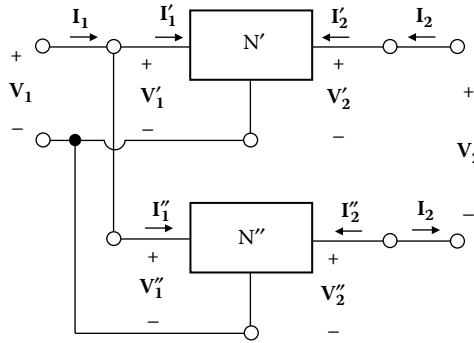 I₁ I₁′ N′ I₂′ I₂
+ + + +
V₁ V₁′ V₂′ V₂
− − −
I₁″ N″ I₂″ I₂ −
+ +
V₁″ V₂″
− −